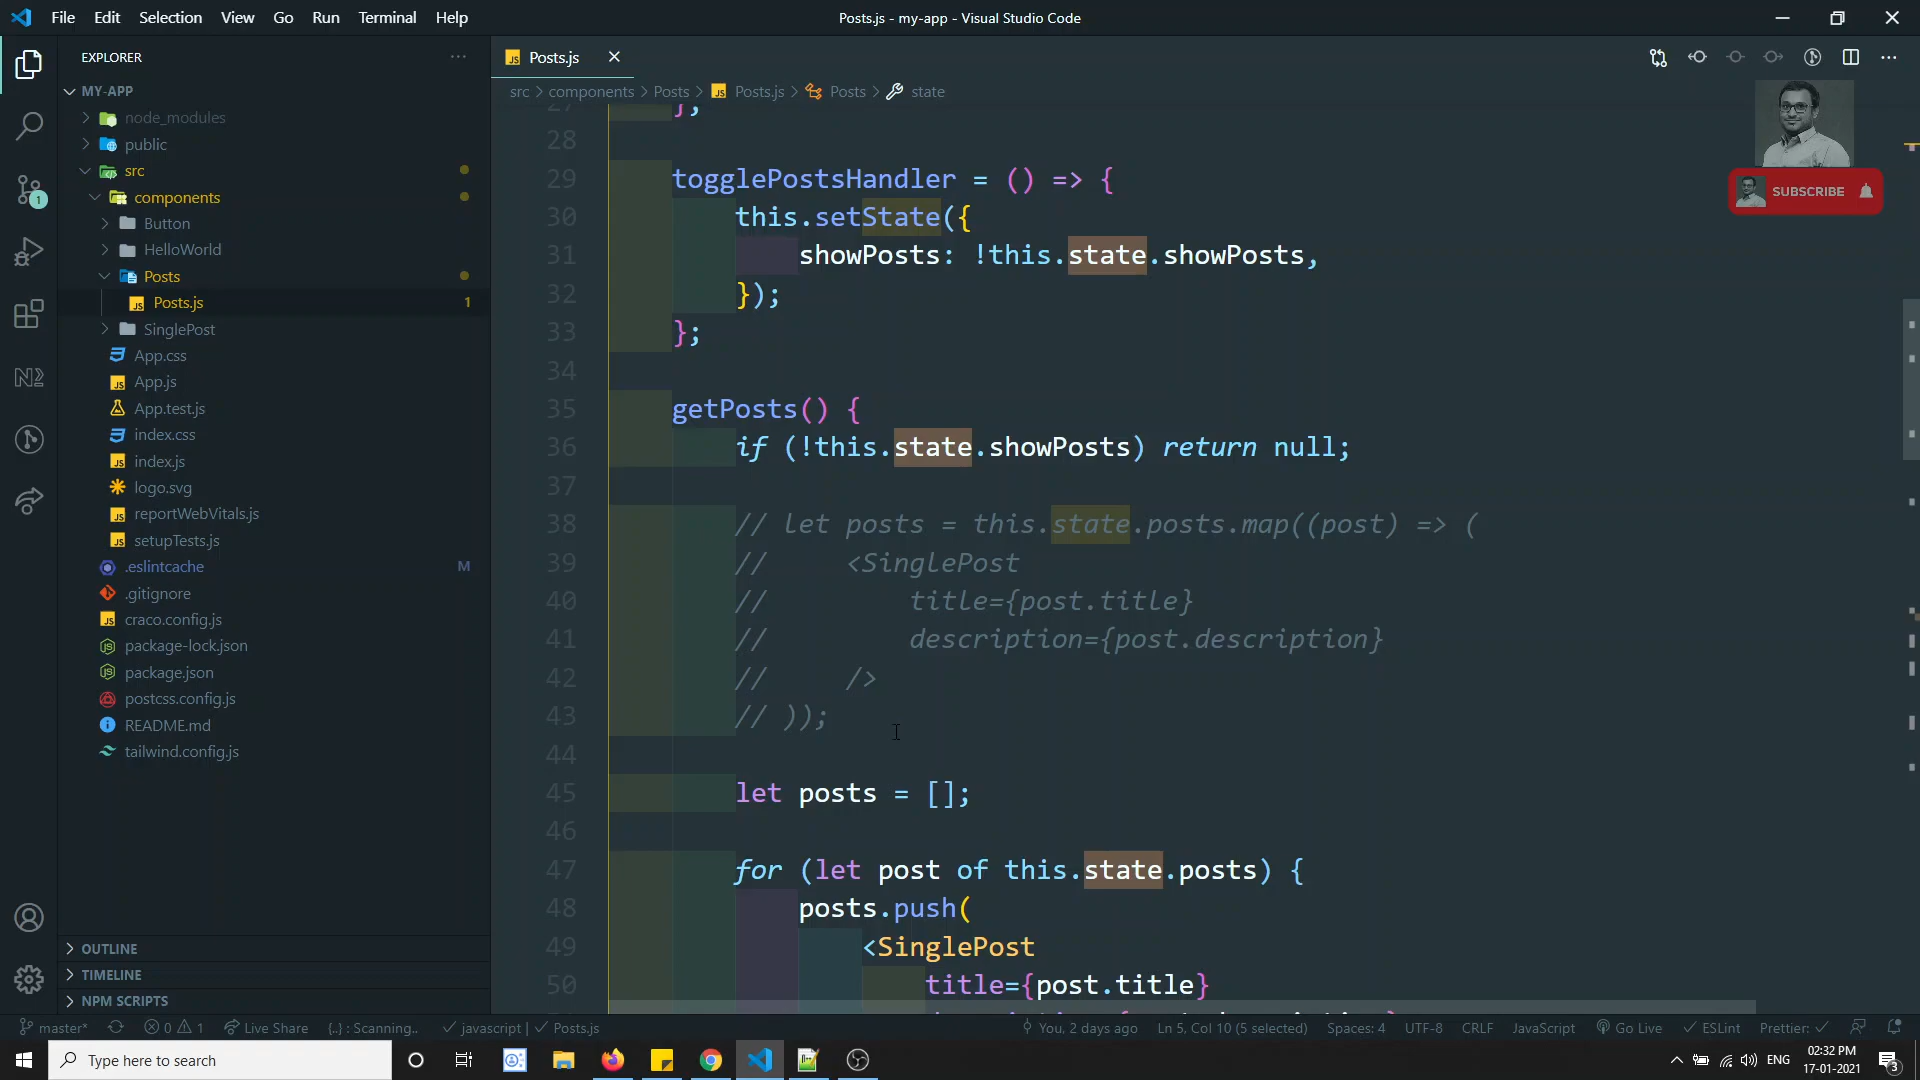 File Edit Selection View Go Run Terminal Help
Posts.js - my-app - Visual Studio Code
EXPLORER
MY-APP
node_modules
public
src
components
Button
HelloWorld
Posts
Posts.js 1
SinglePost
App.css
App.js
App.test.js
index.css
index.js
logo.svg
reportWebVitals.js
setupTests.js
.eslintcache M
.gitignore
craco.config.js
package-lock.json
package.json
postcss.config.js
README.md
tailwind.config.js
OUTLINE
TIMELINE
NPM SCRIPTS
Posts.js
src > components > Posts > Posts.js > Posts > state
SUBSCRIBE
27 };
28
29 togglePostsHandler = () => {
30 this.setState({
31 showPosts: !this.state.showPosts,
32 });
33 };
34
35 getPosts() {
36 if (!this.state.showPosts) return null;
37
38 // let posts = this.state.posts.map((post) => (
39 // <SinglePost
40 // title={post.title}
41 // description={post.description}
42 // />
43 // ));
44
45 let posts = [];
46
47 for (let post of this.state.posts) {
48 posts.push(
49 <SinglePost
50 title={post.title}
master* 0 1 Live Share {..} : Scanning.. javascript | Posts.js You, 2 days ago Ln 5, Col 10 (5 selected) Spaces: 4 UTF-8 CRLF JavaScript Go Live ESLint Prettier:
Type here to search
ENG
02:32 PM
17-01-2021
3